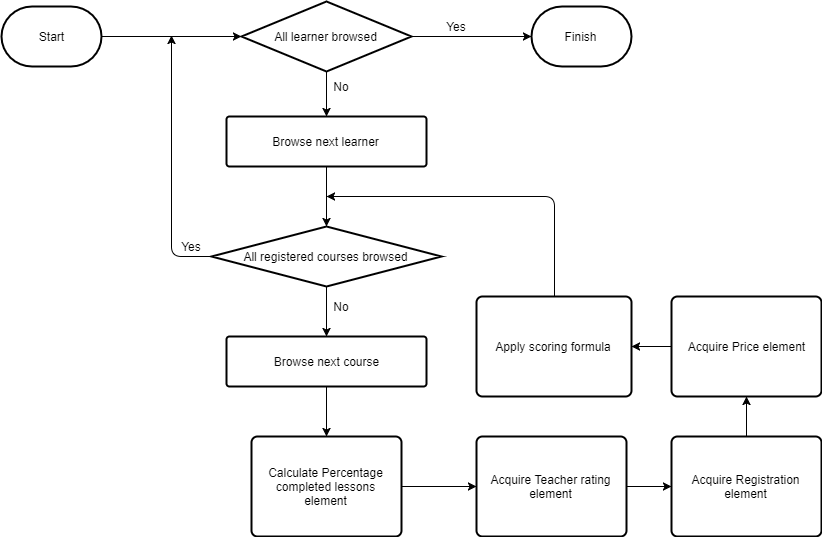 Start
All learner browsed
Yes
Finish
No
Browse next learner
Yes
All registered courses browsed
No
Apply scoring formula
Acquire Price element
Browse next course
Calculate Percentage
completed lessons
element
Acquire Teacher rating
element
Acquire Registration
element